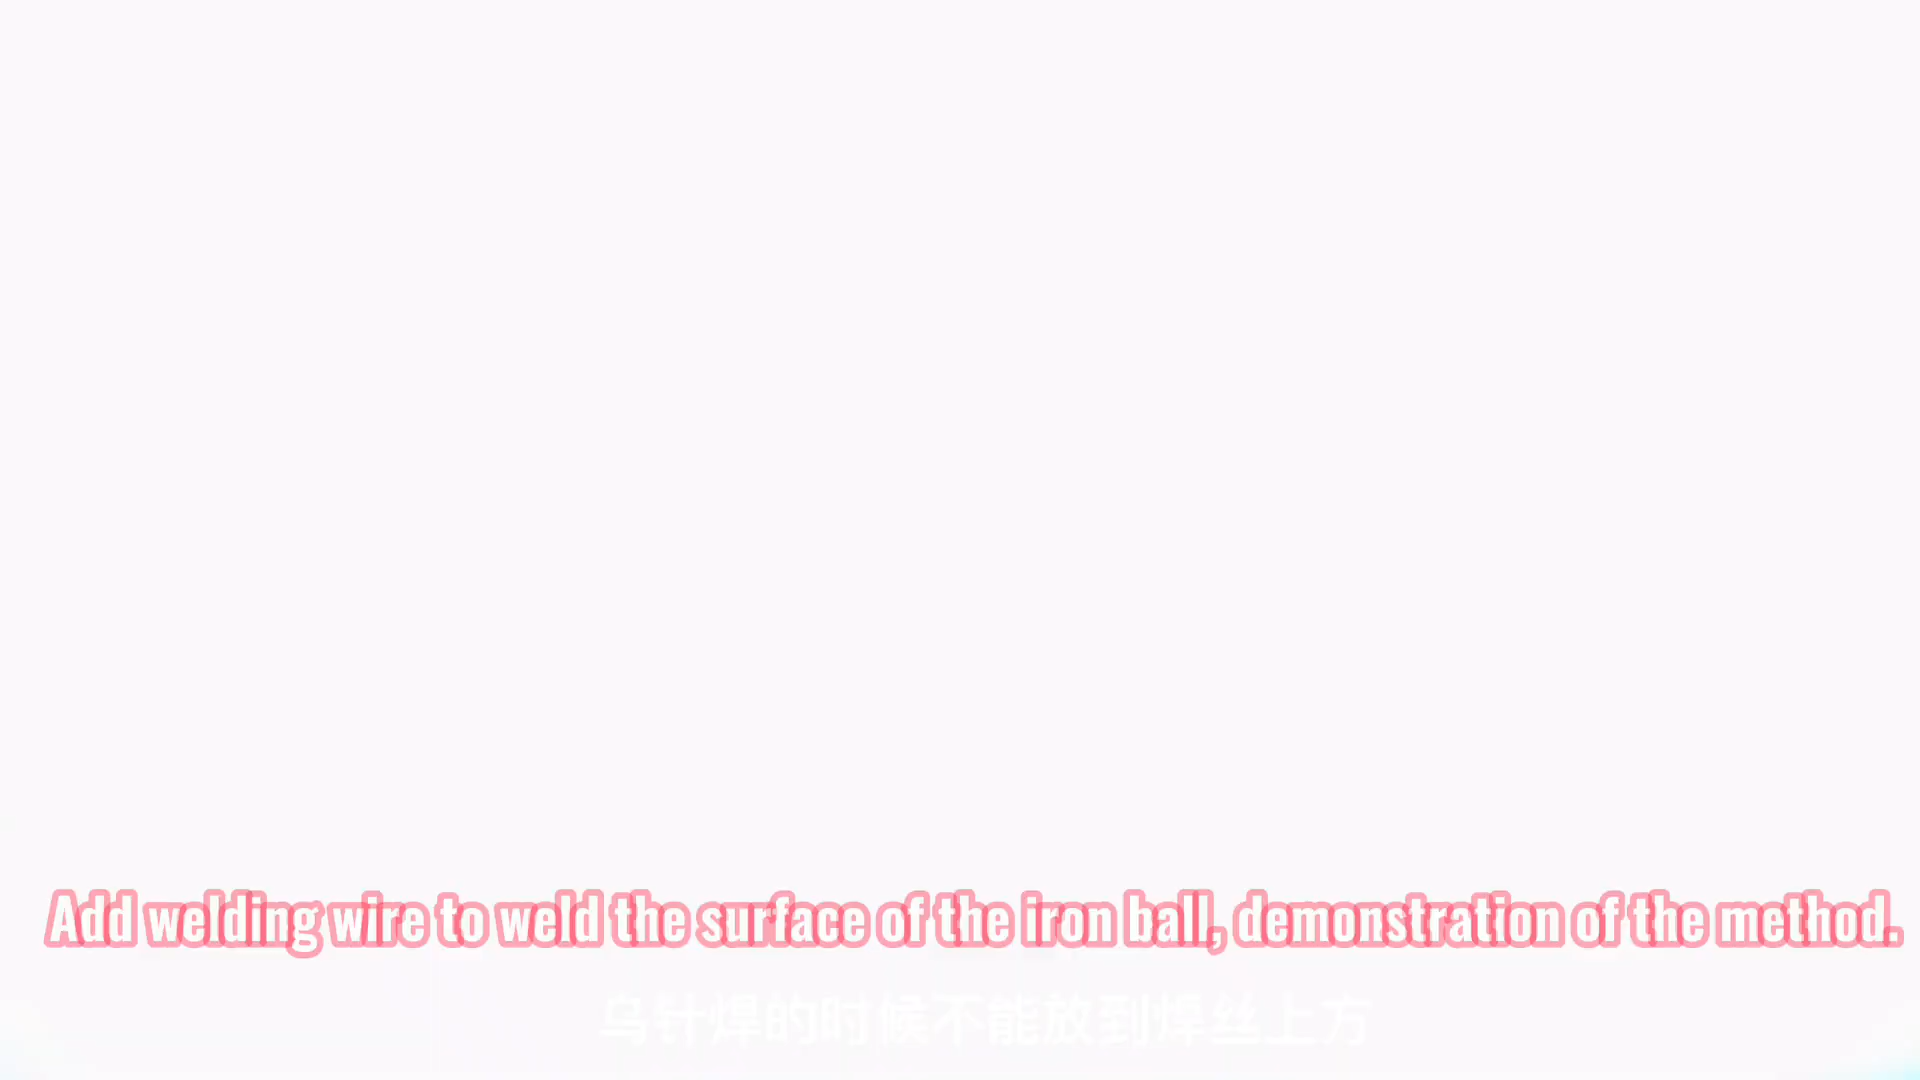 Add welding wire to weld the surface of the iron ball, demonstration of the method.
乌针焊的时候不能放到焊丝上方